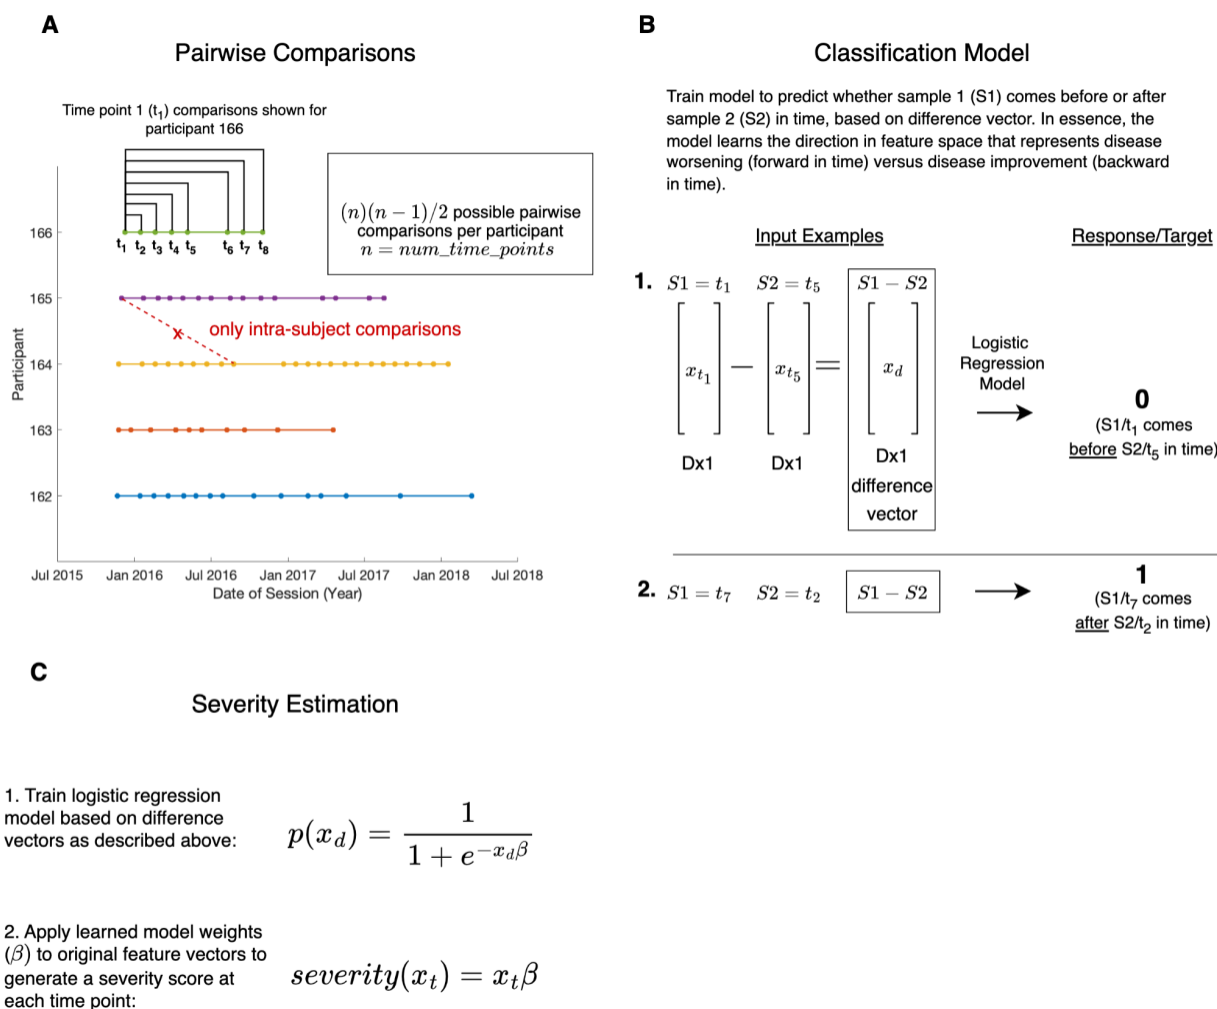 A
Pairwise Comparisons
Time point 1 (t₁) comparisons shown for
participant 166
t₁ t₂ t₃ t₄ t₅ t₆ t₇ t₈
(n)(n − 1)/2 possible pairwise
comparisons per participant
n = num_time_points
166
165
164
163
162
x
only intra-subject comparisons
Participant
Jul 2015 Jan 2016 Jul 2016 Jan 2017 Jul 2017 Jan 2018 Jul 2018
Date of Session (Year)
B
Classification Model
Train model to predict whether sample 1 (S1) comes before or after
sample 2 (S2) in time, based on difference vector. In essence, the
model learns the direction in feature space that represents disease
worsening (forward in time) versus disease improvement (backward
in time).
Input Examples
Response/Target
1. S1 = t₁ S2 = t₅ S1 − S2
[x_t₁] − [x_t₅] = [x_d]
Dx1 Dx1 Dx1
difference
vector
Logistic
Regression
Model
0
(S1/t₁ comes
before S2/t₅ in time)
2. S1 = t₇ S2 = t₂ S1 − S2
1
(S1/t₇ comes
after S2/t₂ in time)
C
Severity Estimation
1. Train logistic regression
model based on difference
vectors as described above:
p(x_d) = 1 / (1 + e^(−x_dβ))
2. Apply learned model weights
(β) to original feature vectors to
generate a severity score at
each time point:
severity(x_t) = x_tβ